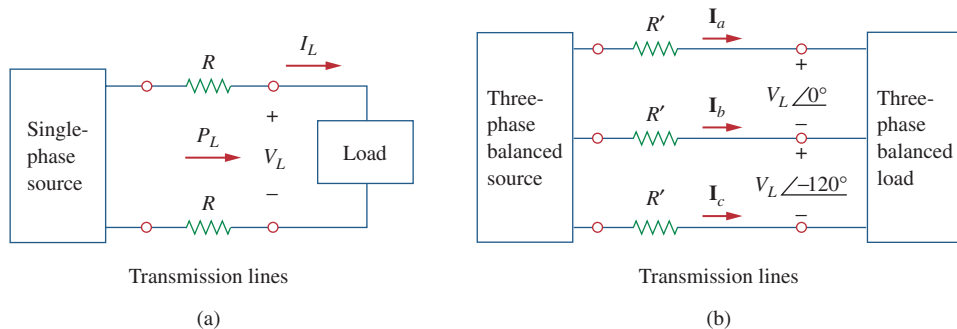 Single-
phase
source
R
I_L
P_L
+
V_L
−
R
Load
Transmission lines
(a)
Three-
phase
balanced
source
R′
I_a
+
V_L ∠0°
−
R′
I_b
+
V_L ∠−120°
−
R′
I_c
Three-
phase
balanced
load
Transmission lines
(b)